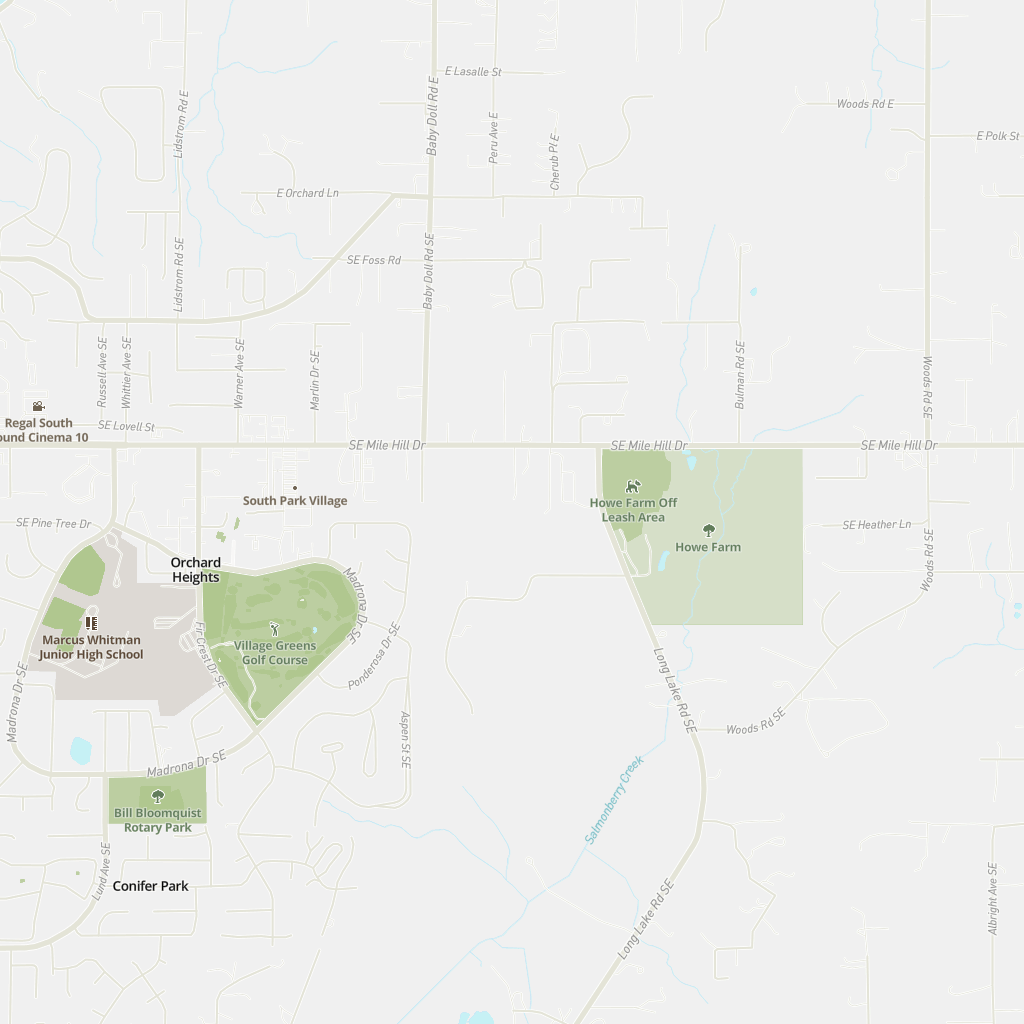 E Lasalle St
Baby Doll Rd E
Lidstrom Rd E
Peru Ave E
Cherub Pl E
Woods Rd E
E Polk St
E Orchard Ln
SE Foss Rd
Lidstrom Rd SE
Baby Doll Rd SE
Russell Ave SE
Whittier Ave SE
Warner Ave SE
Marlin Dr SE
Bulman Rd SE
Woods Rd SE
Regal South
ound Cinema 10
SE Lovell St
SE Mile Hill Dr
SE Mile Hill Dr
SE Mile Hill Dr
South Park Village
Howe Farm Off
Leash Area
SE Pine Tree Dr
SE Heather Ln
Howe Farm
Orchard
Heights
Madrona Dr SE
Woods Rd SE
Marcus Whitman
Junior High School
Fir Crest Dr SE
Village Greens
Golf Course
Ponderosa Dr SE
Madrona Dr SE
Long Lake Rd SE
Aspen St SE
Woods Rd SE
Madrona Dr SE
Salmonberry Creek
Bill Bloomquist
Rotary Park
Lund Ave SE
Conifer Park
Long Lake Rd SE
Albright Ave SE